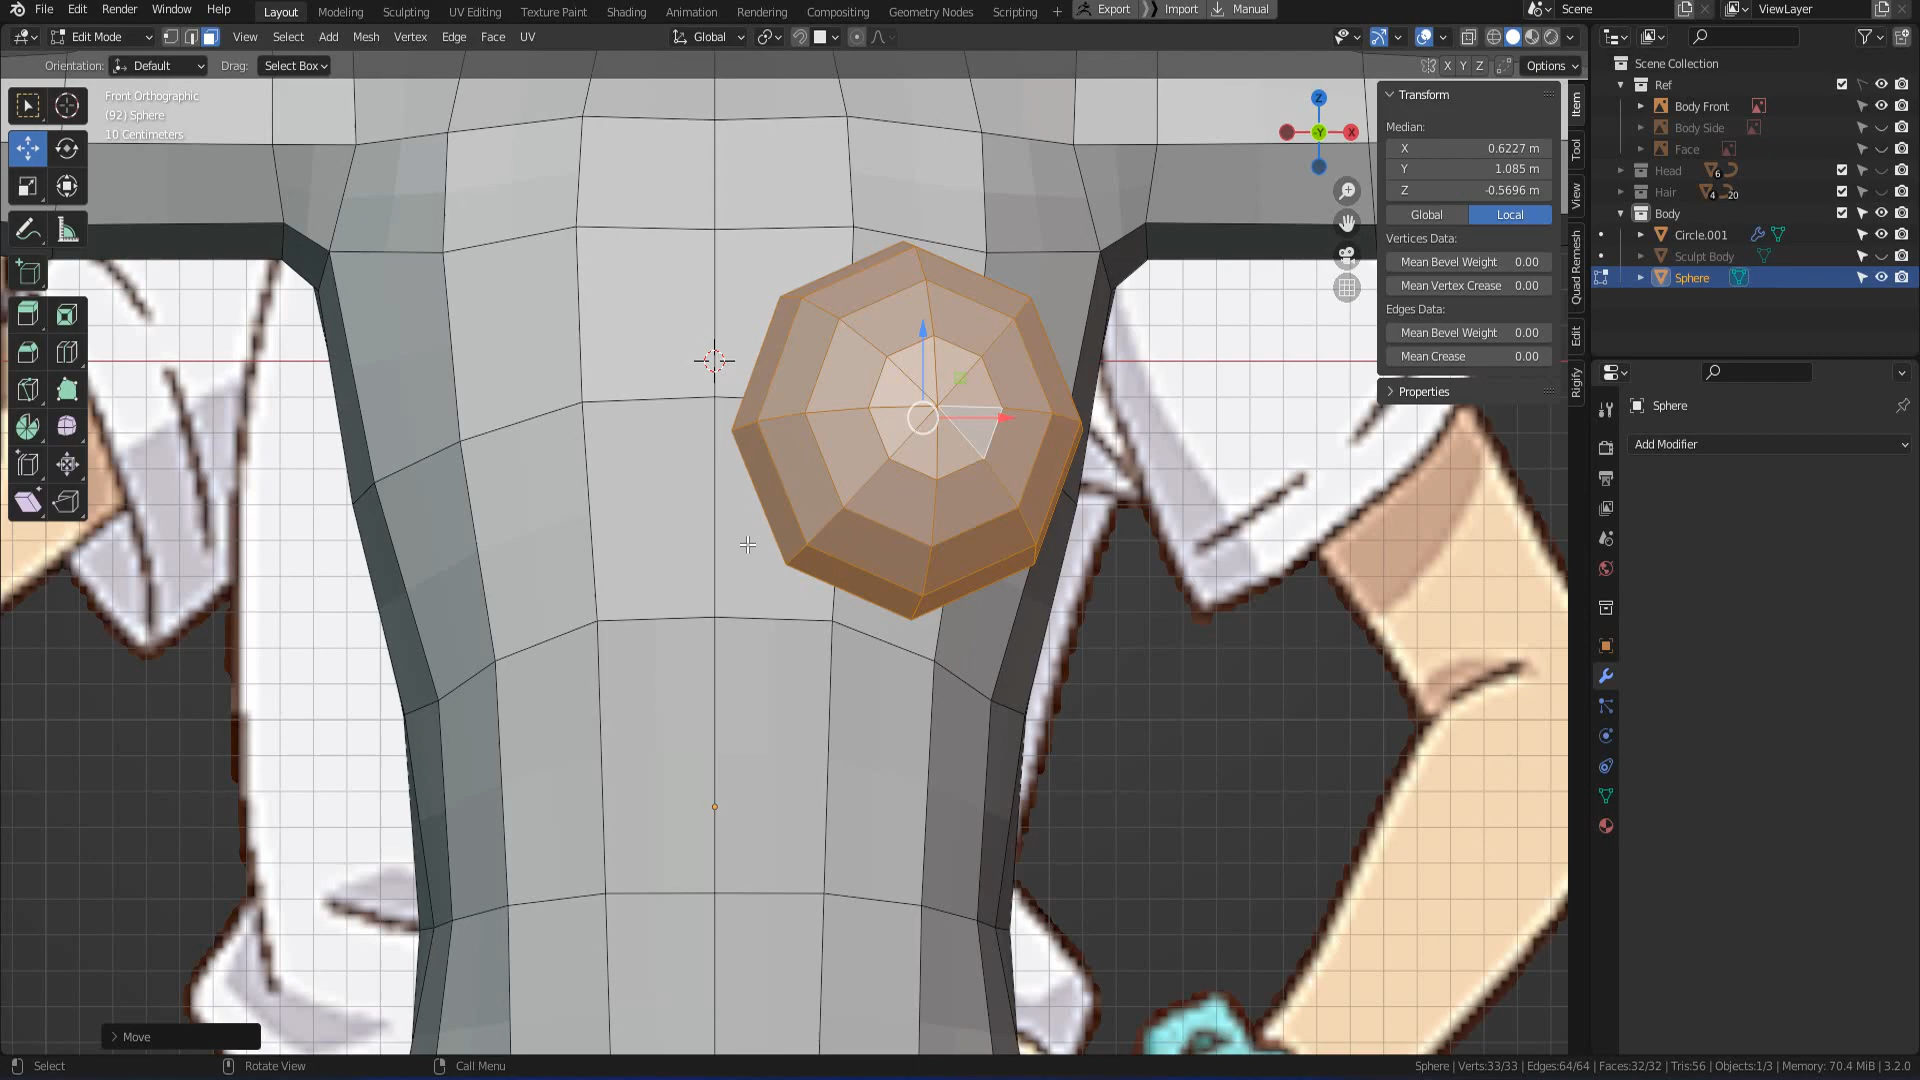 File Edit Render Window Help Layout Modeling Sculpting UV Editing Texture Paint Shading Animation Rendering Compositing Geometry Nodes Scripting + Export Import Manual Scene ViewLayer
Edit Mode View Select Add Mesh Vertex Edge Face UV Global
Orientation: Default Drag: Select Box X Y Z Options
Front Orthographic
(92) Sphere
10 Centimeters
Z
Y
X
Transform
Median:
X 0.6227 m
Y 1.085 m
Z -0.5696 m
Global Local
Vertices Data:
Mean Bevel Weight 0.00
Mean Vertex Crease 0.00
Edges Data:
Mean Bevel Weight 0.00
Mean Crease 0.00
Properties
Item
Tool
View
Quad Remesh
Edit
Rigify
Scene Collection
Ref
Body Front
Body Side
Face
Head 6
Hair 4 20
Body
Circle.001
Sculpt Body
Sphere
Sphere
Add Modifier
Move
Select Rotate View Call Menu Sphere | Verts:33/33 | Edges:64/64 | Faces:32/32 | Tris:56 | Objects:1/3 | Memory: 70.4 MiB | 3.2.0